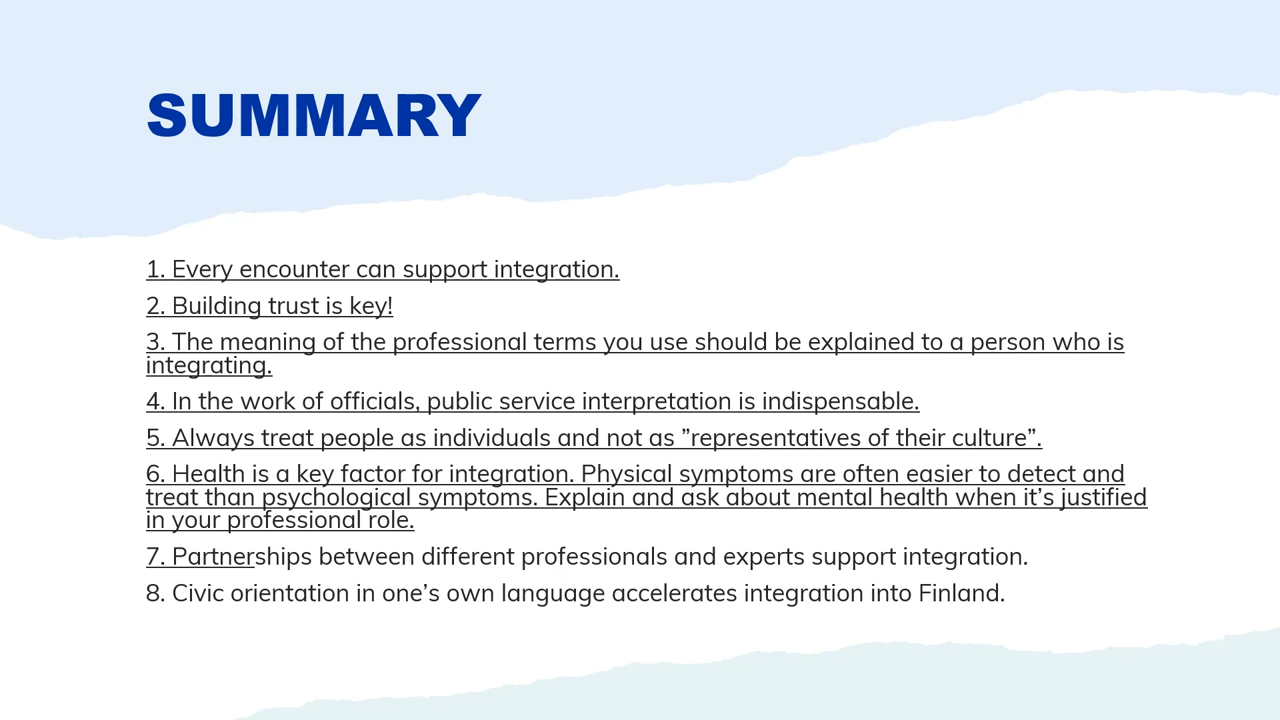 SUMMARY
1. Every encounter can support integration.
2. Building trust is key!
3. The meaning of the professional terms you use should be explained to a person who is
integrating.
4. In the work of officials, public service interpretation is indispensable.
5. Always treat people as individuals and not as ”representatives of their culture”.
6. Health is a key factor for integration. Physical symptoms are often easier to detect and
treat than psychological symptoms. Explain and ask about mental health when it’s justified
in your professional role.
7. Partnerships between different professionals and experts support integration.
8. Civic orientation in one’s own language accelerates integration into Finland.